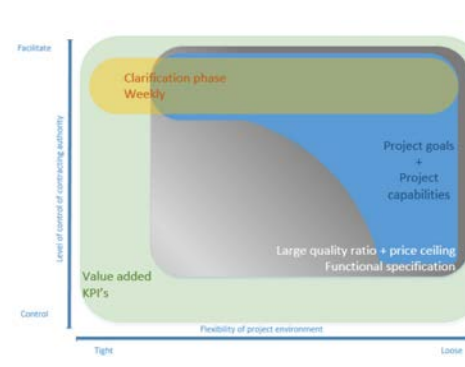 Facilitate
Clarification phase
Weekly
Level of control of contracting authority
Project goals
+
Project
capabilities
Large quality ratio + price ceiling
Functional specification
Value added
KPI's
Control
Flexibility of project environment
Tight
Loose